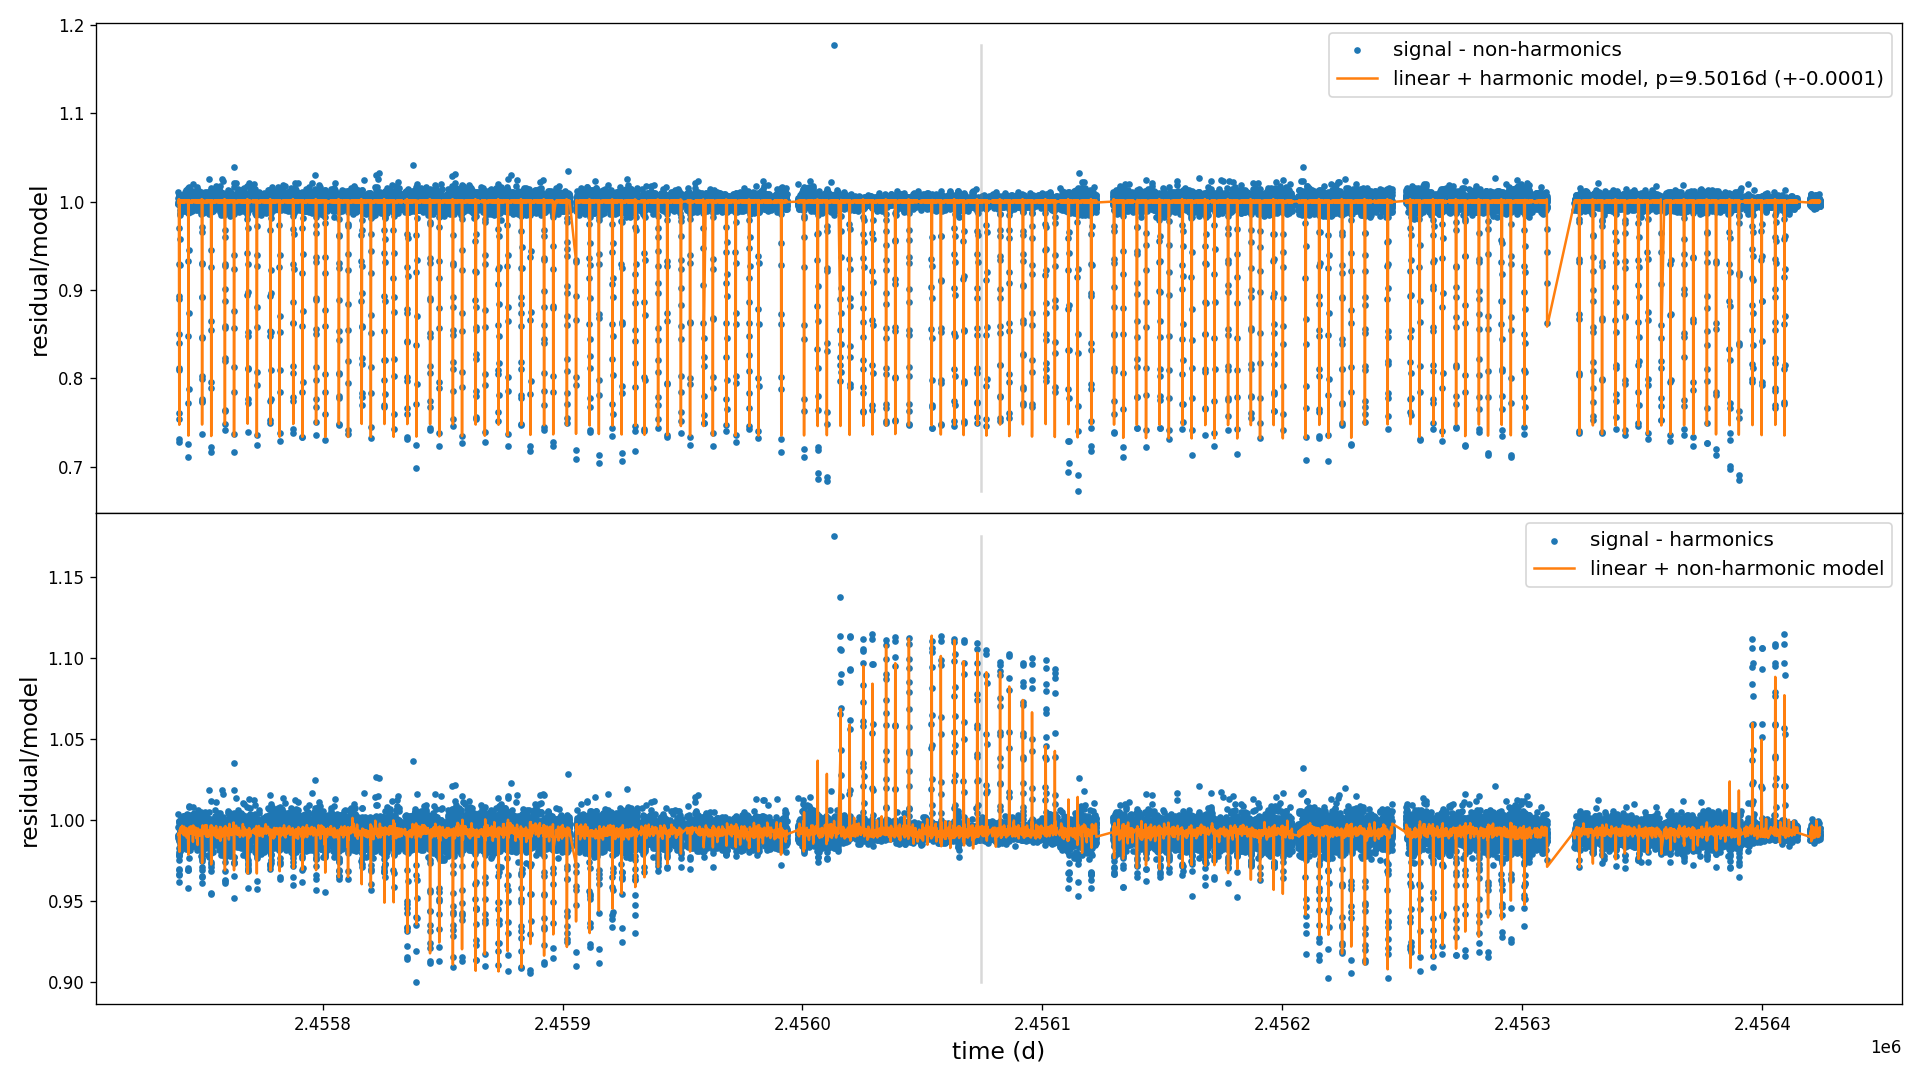 1.2
signal - non-harmonics
linear + harmonic model, p=9.5016d (+-0.0001)
1.1
1.0
0.9
0.8
0.7
residual/model
signal - harmonics
linear + non-harmonic model
1.15
1.10
1.05
1.00
0.95
0.90
residual/model
2.4558 2.4559 2.4560 2.4561 2.4562 2.4563 2.4564
1e6
time (d)